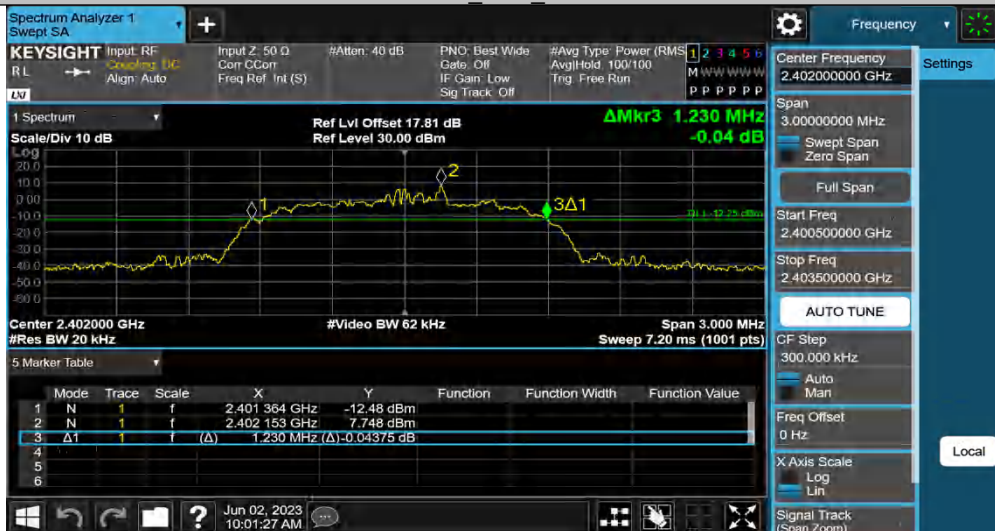 Spectrum Analyzer 1
Swept SA
+
Frequency
KEYSIGHT
RL
LXI
Input: RF
Coupling: DC
Align: Auto
Input Z: 50 Ω
Corr CCorr
Freq Ref: Int (S)
#Atten: 40 dB
PNO: Best Wide
Gate: Off
IF Gain: Low
Sig Track: Off
#Avg Type: Power (RMS
Avg|Hold: 100/100
Trig: Free Run
1 2 3 4 5 6
M W W W W W
P P P P P P
1 Spectrum
Scale/Div 10 dB
Ref Lvl Offset 17.81 dB
Ref Level 30.00 dBm
ΔMkr3 1.230 MHz
-0.04 dB
Log
20.0
10.0
0.00
-10.0
-20.0
-30.0
-40.0
-50.0
-60.0
1
2
3Δ1
DL1 -12.25 dBm
Center 2.402000 GHz
#Res BW 20 kHz
#Video BW 62 kHz
Span 3.000 MHz
Sweep 7.20 ms (1001 pts)
5 Marker Table
Mode Trace Scale X Y Function Function Width Function Value
1 N 1 f 2.401 364 GHz -12.48 dBm
2 N 1 f 2.402 153 GHz 7.748 dBm
3 Δ1 1 f (Δ) 1.230 MHz (Δ) -0.04375 dB
4
5
6
Jun 02, 2023
10:01:27 AM
Center Frequency
2.402000000 GHz
Span
3.00000000 MHz
Swept Span
Zero Span
Full Span
Start Freq
2.400500000 GHz
Stop Freq
2.403500000 GHz
AUTO TUNE
CF Step
300.000 kHz
Auto
Man
Freq Offset
0 Hz
X Axis Scale
Log
Lin
Signal Track
(Span Zoom)
Settings
Local